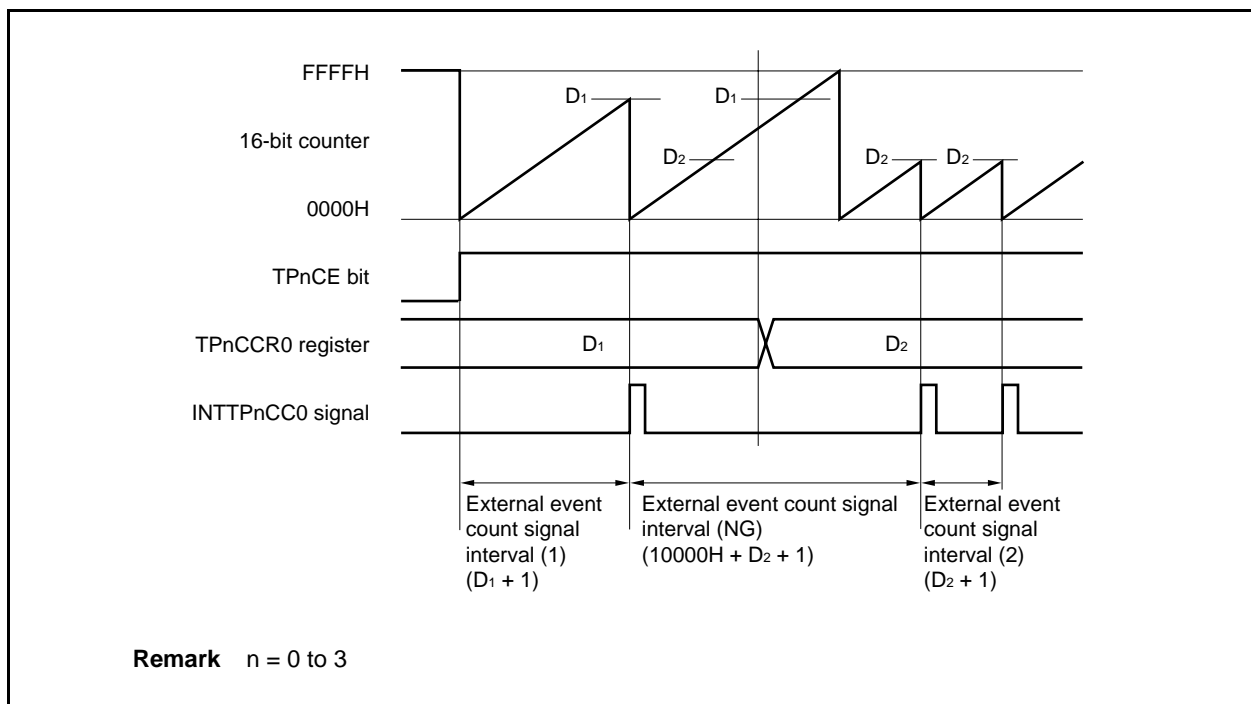 FFFFH
D1
D1
16-bit counter
D2
D2
D2
0000H
TPnCE bit
TPnCCR0 register
D1
D2
INTTPnCC0 signal
External event
count signal
interval (1)
(D1 + 1)
External event count signal
interval (NG)
(10000H + D2 + 1)
External event
count signal
interval (2)
(D2 + 1)
Remark n = 0 to 3